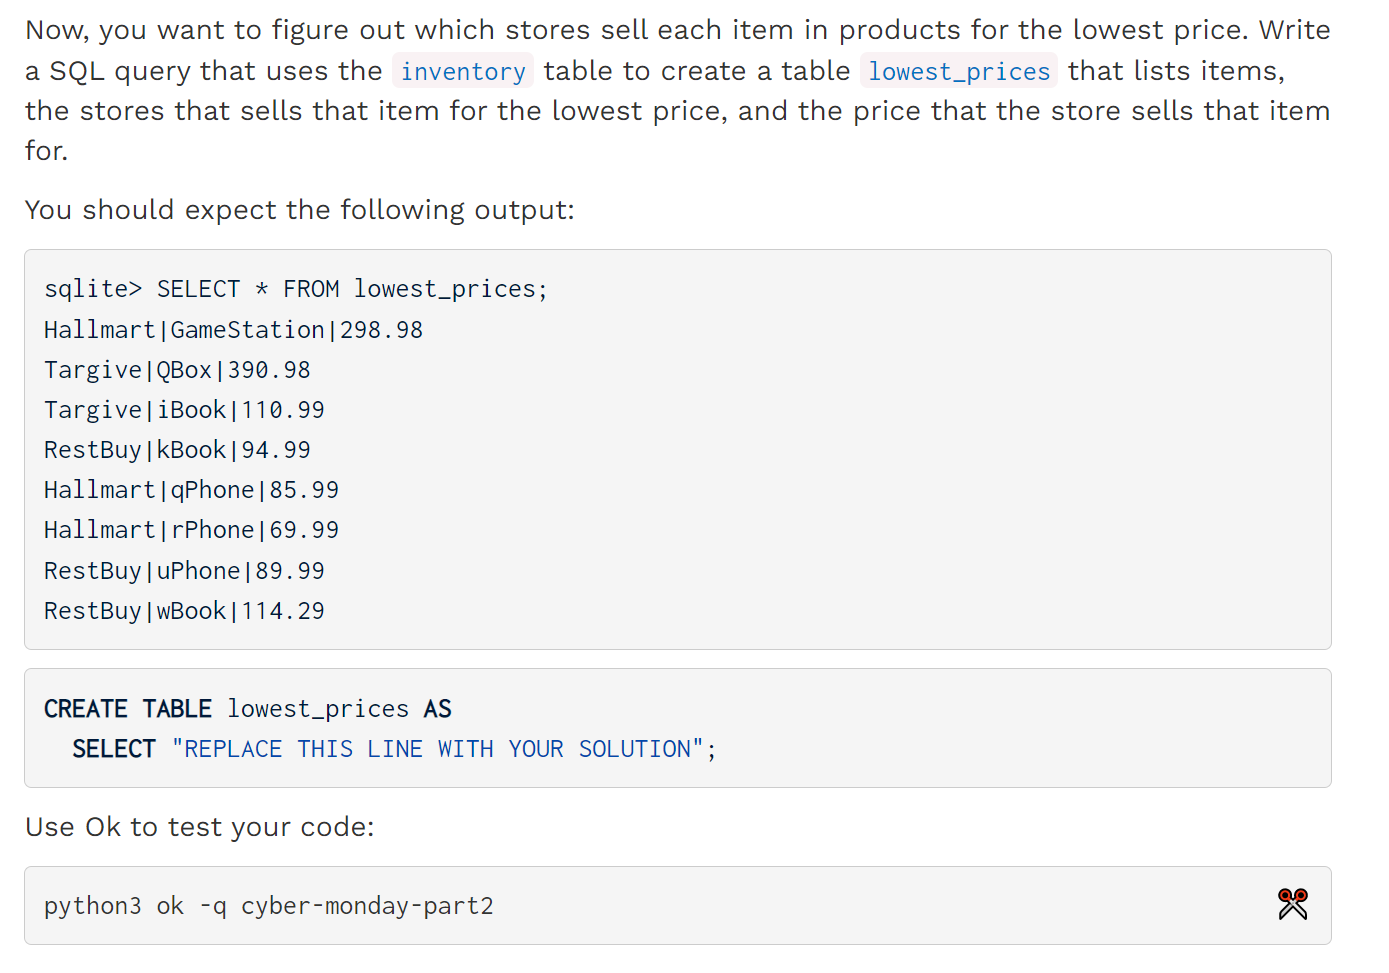 Now, you want to figure out which stores sell each item in products for the lowest price. Write
a SQL query that uses the inventory table to create a table lowest_prices that lists items,
the stores that sells that item for the lowest price, and the price that the store sells that item
for.
You should expect the following output:
sqlite> SELECT * FROM lowest_prices;
Hallmart|GameStation|298.98
Targive|QBox|390.98
Targive|iBook|110.99
RestBuy|kBook|94.99
Hallmart|qPhone|85.99
Hallmart|rPhone|69.99
RestBuy|uPhone|89.99
RestBuy|wBook|114.29
CREATE TABLE lowest_prices AS
  SELECT "REPLACE THIS LINE WITH YOUR SOLUTION";
Use Ok to test your code:
python3 ok -q cyber-monday-part2